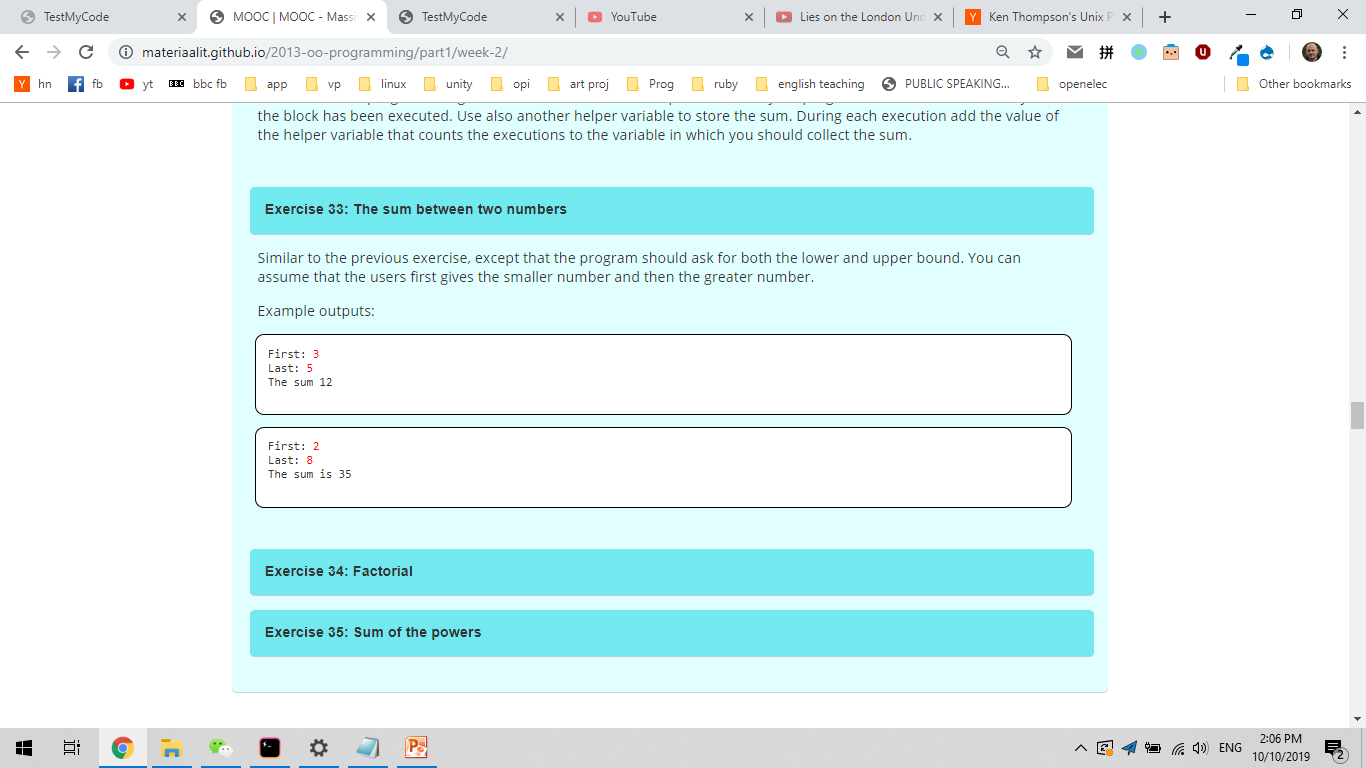 TestMyCode
MOOC | MOOC - Massi
TestMyCode
YouTube
Lies on the London Und
Ken Thompson's Unix P
materiaalit.github.io/2013-oo-programming/part1/week-2/
hn fb yt bbc fb app vp linux unity opi art proj Prog ruby english teaching PUBLIC SPEAKING... openelec Other bookmarks
the block has been executed. Use also another helper variable to store the sum. During each execution add the value of
the helper variable that counts the executions to the variable in which you should collect the sum.
Exercise 33: The sum between two numbers
Similar to the previous exercise, except that the program should ask for both the lower and upper bound. You can
assume that the users first gives the smaller number and then the greater number.
Example outputs:
First: 3
Last: 5
The sum 12
First: 2
Last: 8
The sum is 35
Exercise 34: Factorial
Exercise 35: Sum of the powers
ENG
2:06 PM
10/10/2019
2